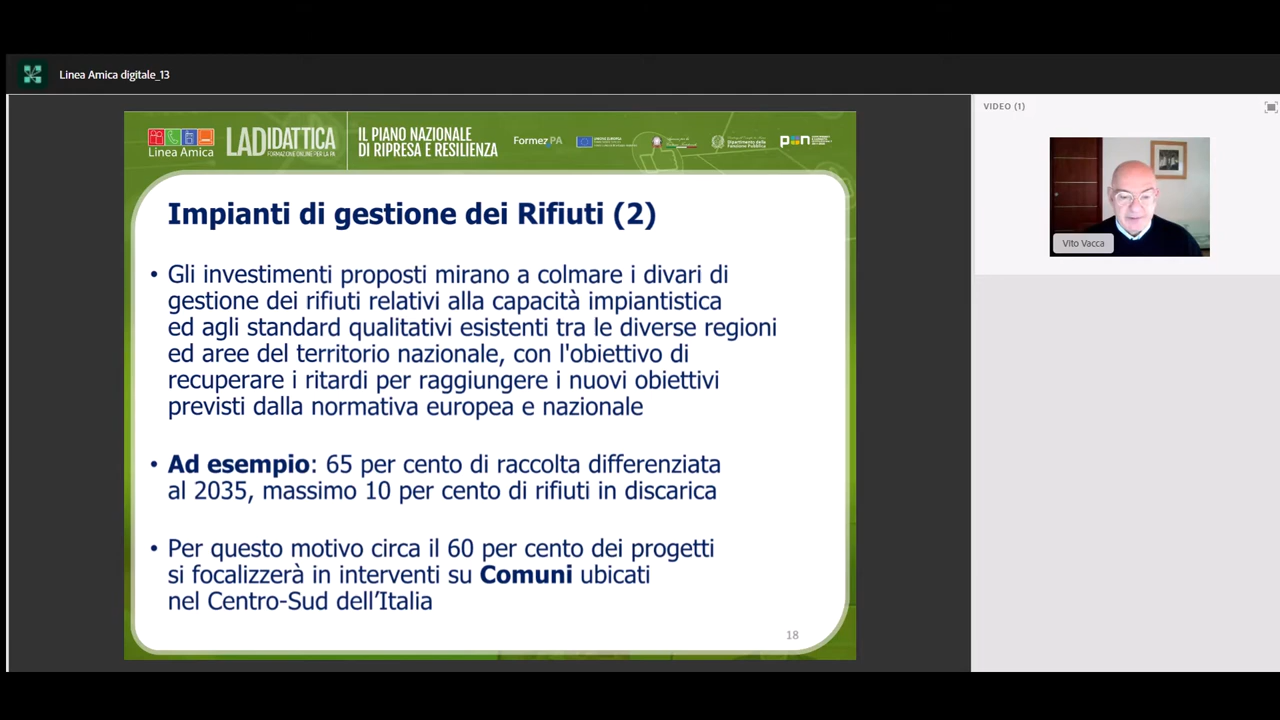 Linea Amica digitale_13
VIDEO (1)
Linea Amica
LADIDATTICA
FORMAZIONE ONLINE PER LA PA
IL PIANO NAZIONALE
DI RIPRESA E RESILIENZA
FormezPA
Impianti di gestione dei Rifiuti (2)
• Gli investimenti proposti mirano a colmare i divari di
gestione dei rifiuti relativi alla capacità impiantistica
ed agli standard qualitativi esistenti tra le diverse regioni
ed aree del territorio nazionale, con l'obiettivo di
recuperare i ritardi per raggiungere i nuovi obiettivi
previsti dalla normativa europea e nazionale
• Ad esempio: 65 per cento di raccolta differenziata
al 2035, massimo 10 per cento di rifiuti in discarica
• Per questo motivo circa il 60 per cento dei progetti
si focalizzerà in interventi su Comuni ubicati
nel Centro-Sud dell’Italia
18
Vito Vacca